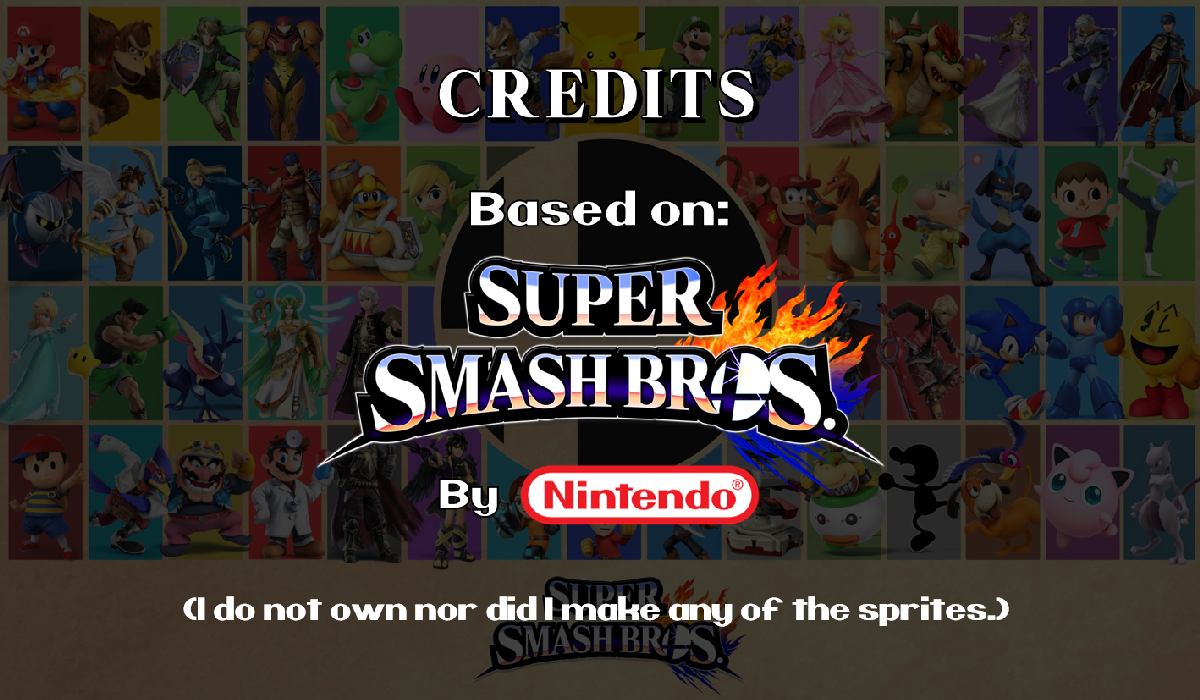 CREDITS
Based on:
SUPER
SMASH BROS.
By Nintendo®
(I do not own nor did I make any of the sprites.)
SUPER
SMASH BROS.